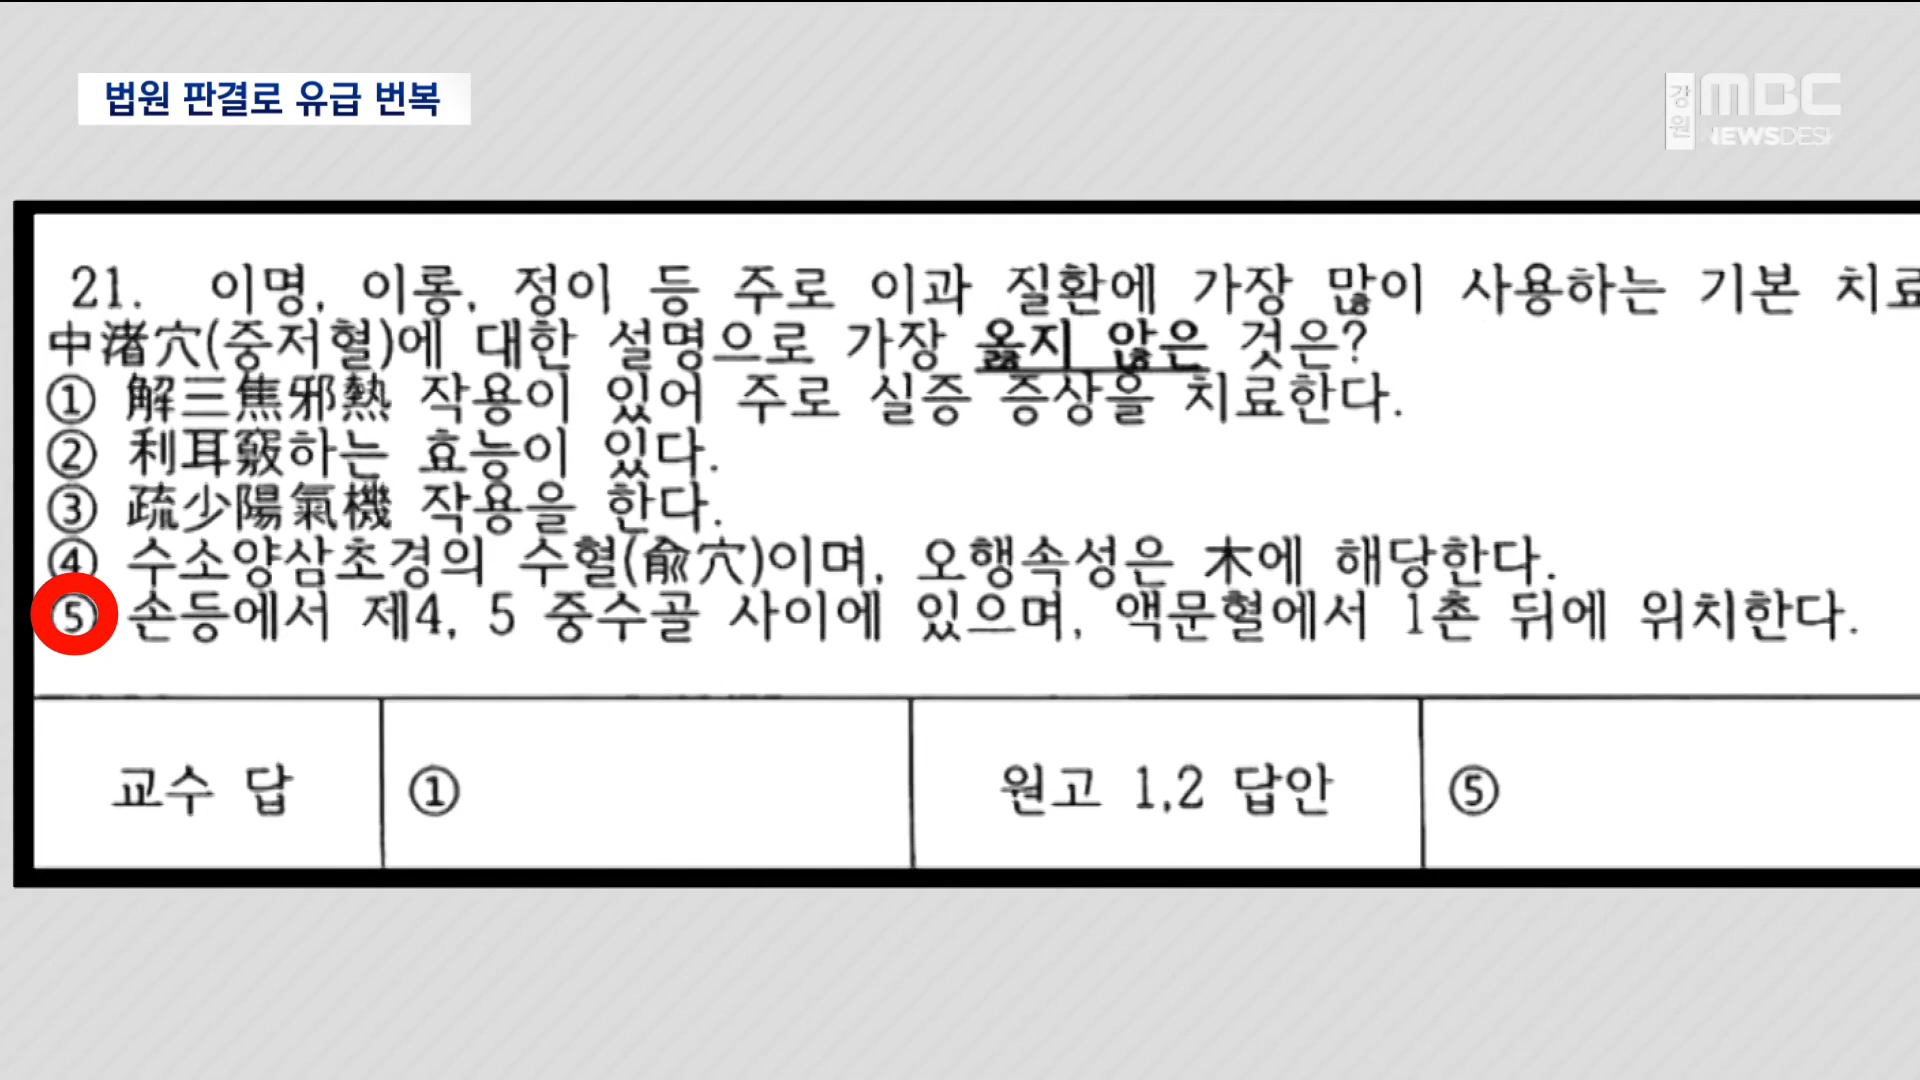 법원 판결로 유급 번복
강원 MBC
NEWSDESK
21. 이명, 이롱, 정이 등 주로 이과 질환에 가장 많이 사용하는 기본 치료
中渚穴(중저혈)에 대한 설명으로 가장 옳지 않은 것은?
① 解三焦邪熱 작용이 있어 주로 실증 증상을 치료한다.
② 利耳竅하는 효능이 있다.
③ 疏少陽氣機 작용을 한다.
④ 수소양삼초경의 수혈(兪穴)이며, 오행속성은 木에 해당한다.
⑤ 손등에서 제4, 5 중수골 사이에 있으며, 액문혈에서 1촌 뒤에 위치한다.
교수 답 ① 원고 1,2 답안 ⑤